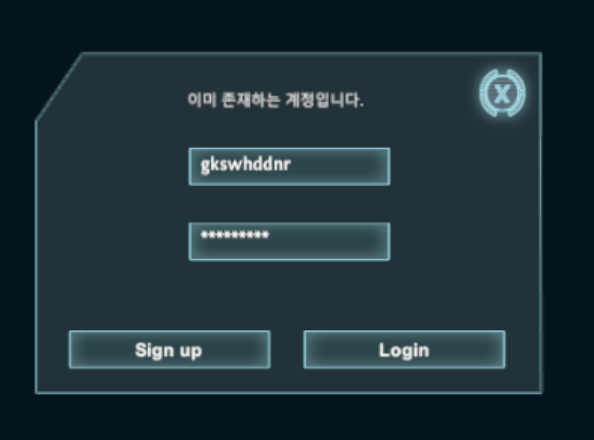 이미 존재하는 계정입니다.
X
gkswhddnr
*********
Sign up
Login